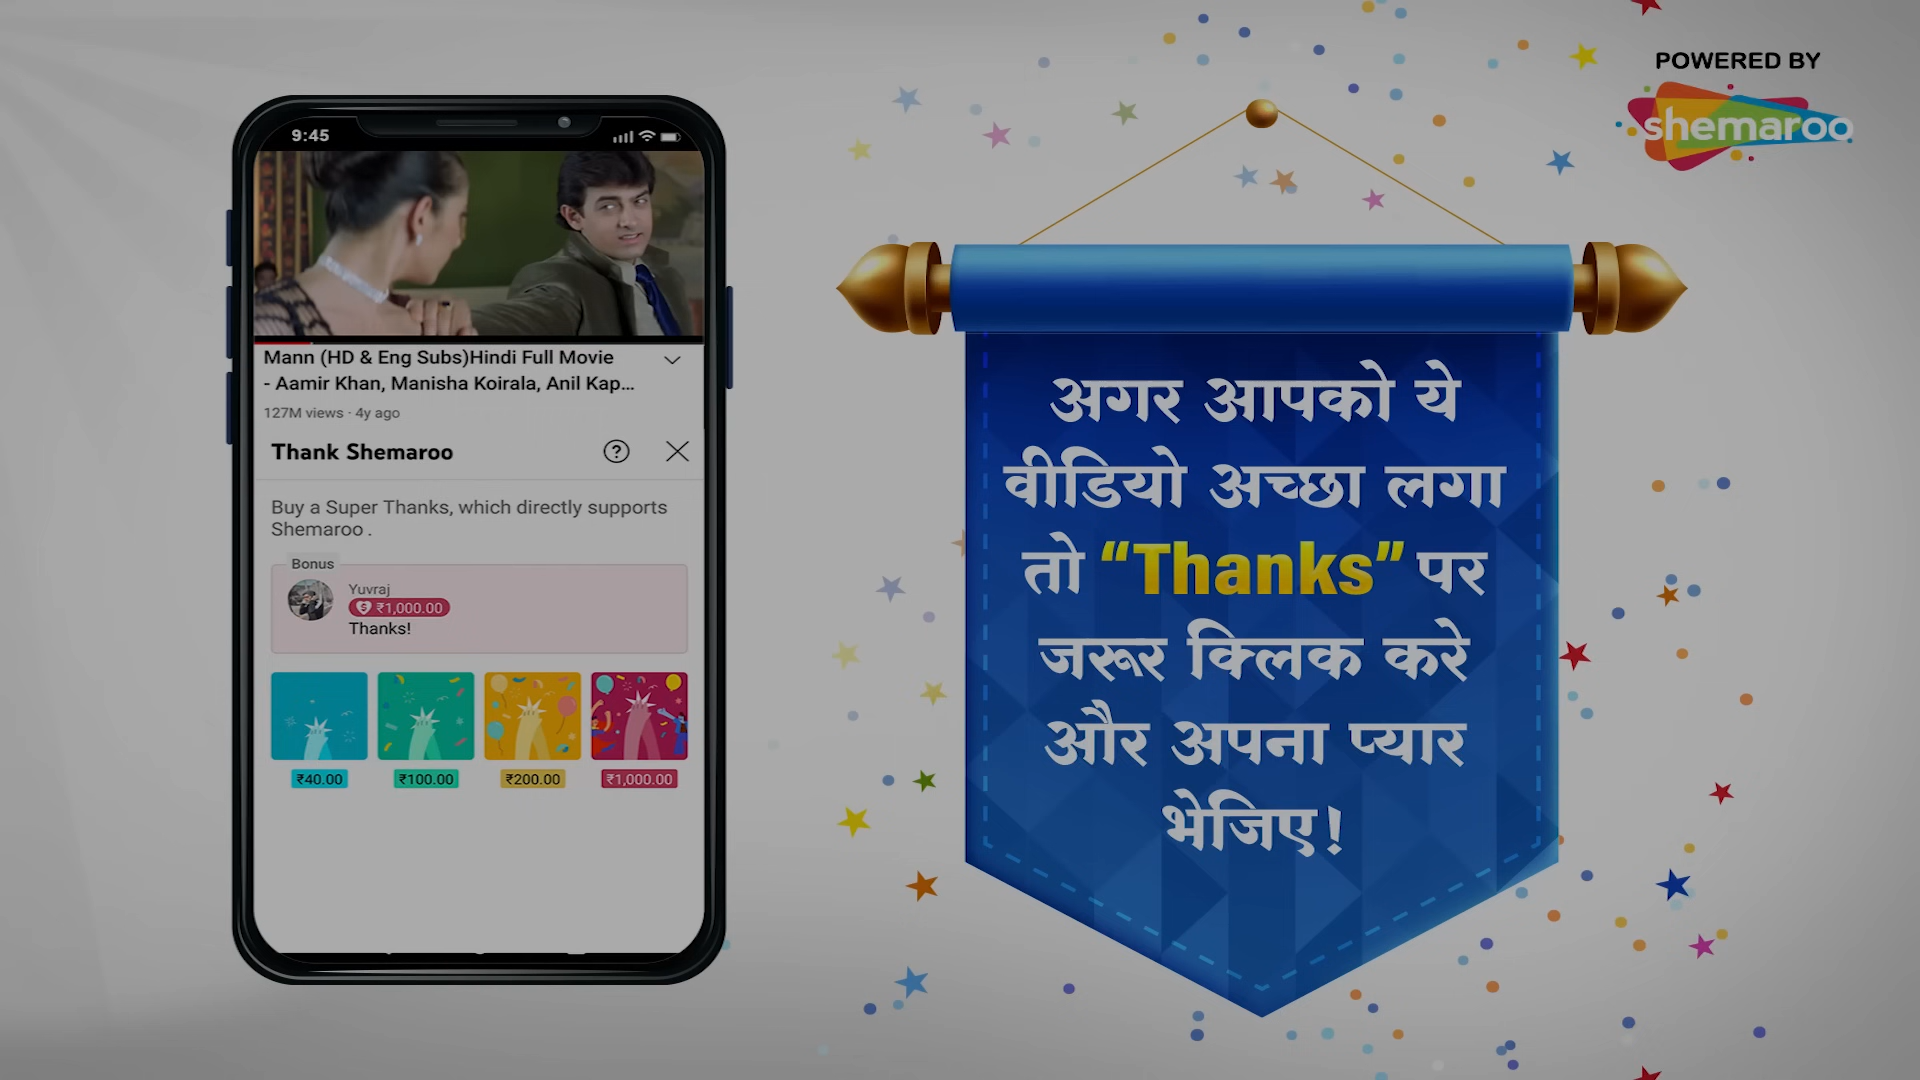 POWERED BY
shemaroo
9:45
Mann (HD & Eng Subs)Hindi Full Movie
- Aamir Khan, Manisha Koirala, Anil Kap...
127M views · 4y ago
Thank Shemaroo
Buy a Super Thanks, which directly supports
Shemaroo .
Bonus
Yuvraj
₹1,000.00
Thanks!
₹40.00 ₹100.00 ₹200.00 ₹1,000.00
अगर आपको ये
वीडियो अच्छा लगा
तो “Thanks” पर
जरूर क्लिक करे
और अपना प्यार
भेजिए!